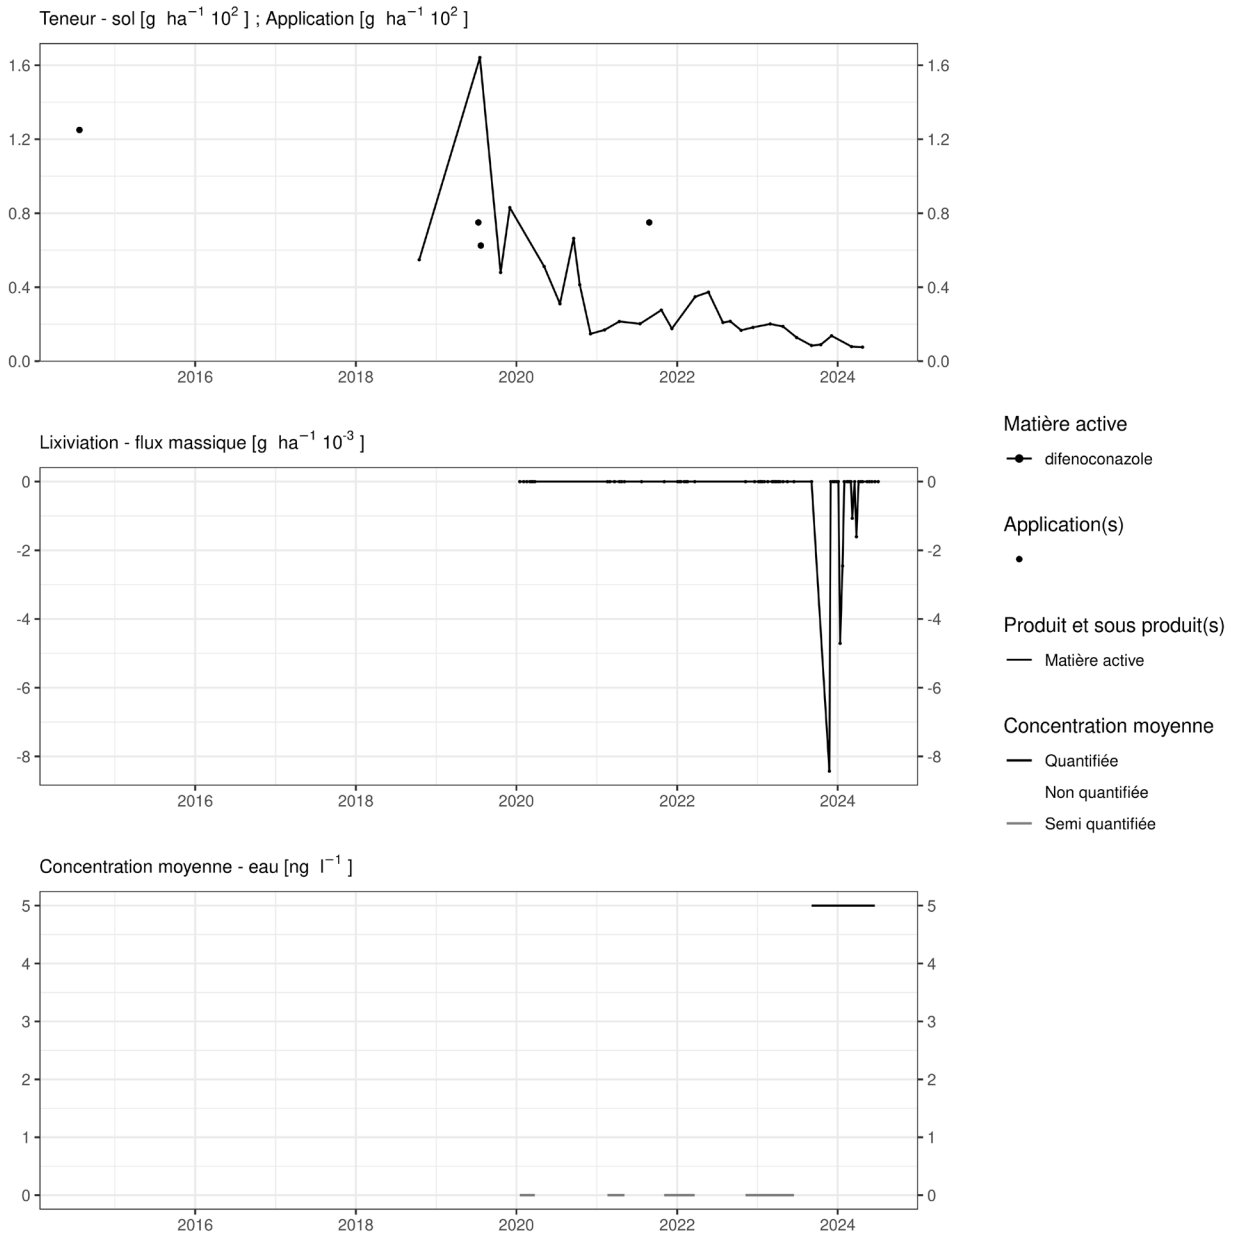 Teneur - sol [g ha⁻¹ 10² ] ; Application [g ha⁻¹ 10² ]
1.6 1.6
1.2 1.2
0.8 0.8
0.4 0.4
0.0 0.0
2016 2018 2020 2022 2024
Lixiviation - flux massique [g ha⁻¹ 10⁻³ ]
0 0
-2 -2
-4 -4
-6 -6
-8 -8
2016 2018 2020 2022 2024
Concentration moyenne - eau [ng l⁻¹ ]
5 5
4 4
3 3
2 2
1 1
0 0
2016 2018 2020 2022 2024
Matière active
difenoconazole
Application(s)
Produit et sous produit(s)
Matière active
Concentration moyenne
Quantifiée
Non quantifiée
Semi quantifiée